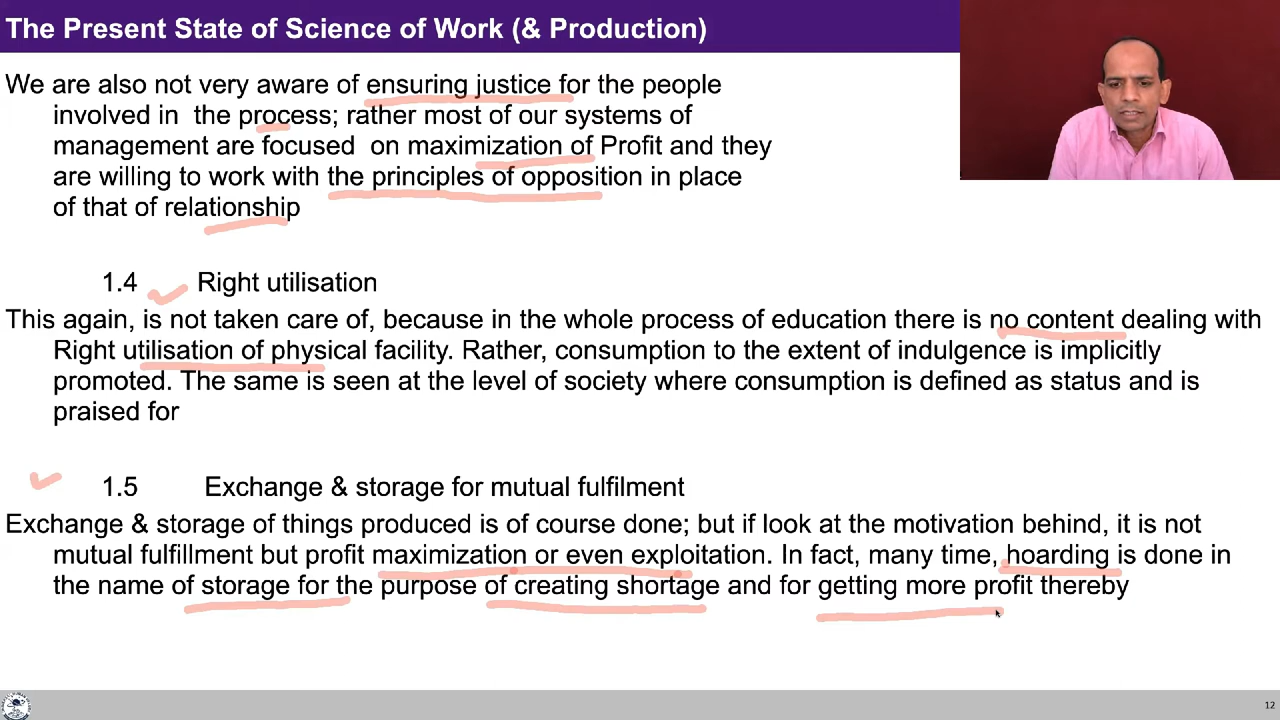 The Present State of Science of Work (& Production)
We are also not very aware of ensuring justice for the people
involved in the process; rather most of our systems of
management are focused on maximization of Profit and they
are willing to work with the principles of opposition in place
of that of relationship
1.4 Right utilisation
This again, is not taken care of, because in the whole process of education there is no content dealing with
Right utilisation of physical facility. Rather, consumption to the extent of indulgence is implicitly
promoted. The same is seen at the level of society where consumption is defined as status and is
praised for
1.5 Exchange & storage for mutual fulfilment
Exchange & storage of things produced is of course done; but if look at the motivation behind, it is not
mutual fulfillment but profit maximization or even exploitation. In fact, many time, hoarding is done in
the name of storage for the purpose of creating shortage and for getting more profit thereby
12